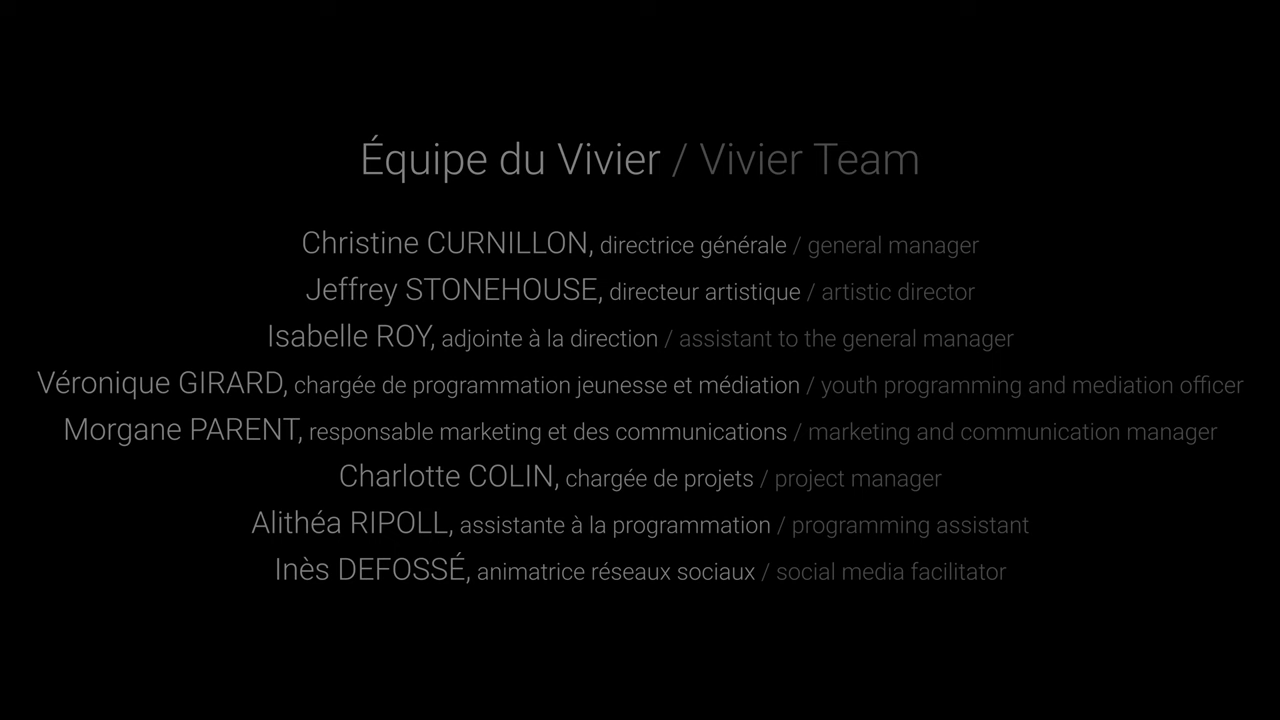 Équipe du Vivier / Vivier Team
Christine CURNILLON, directrice générale / general manager
Jeffrey STONEHOUSE, directeur artistique / artistic director
Isabelle ROY, adjointe à la direction / assistant to the general manager
Véronique GIRARD, chargée de programmation jeunesse et médiation / youth programming and mediation officer
Morgane PARENT, responsable marketing et des communications / marketing and communication manager
Charlotte COLIN, chargée de projets / project manager
Alithéa RIPOLL, assistante à la programmation / programming assistant
Inès DEFOSSÉ, animatrice réseaux sociaux / social media facilitator